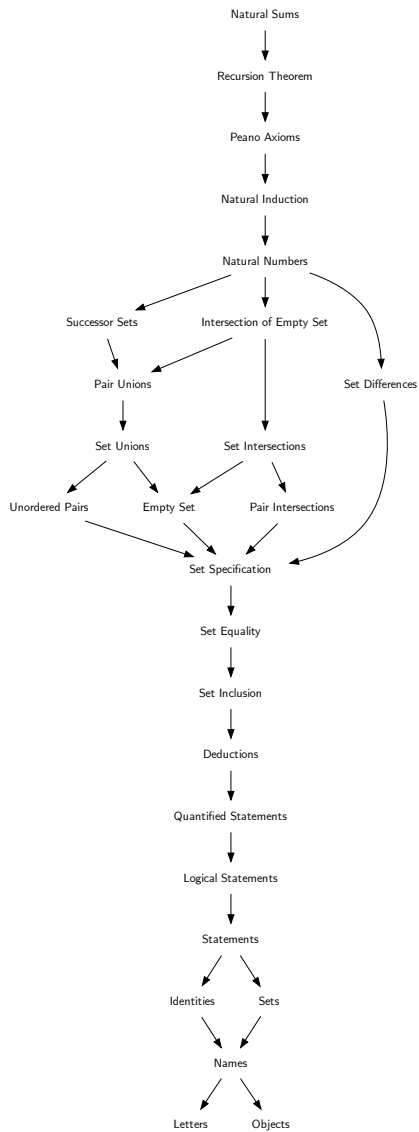 Natural Sums
Recursion Theorem
Peano Axioms
Natural Induction
Natural Numbers
Successor Sets
Intersection of Empty Set
Pair Unions
Set Differences
Set Unions
Set Intersections
Unordered Pairs
Empty Set
Pair Intersections
Set Specification
Set Equality
Set Inclusion
Deductions
Quantified Statements
Logical Statements
Statements
Identities
Sets
Names
Letters
Objects